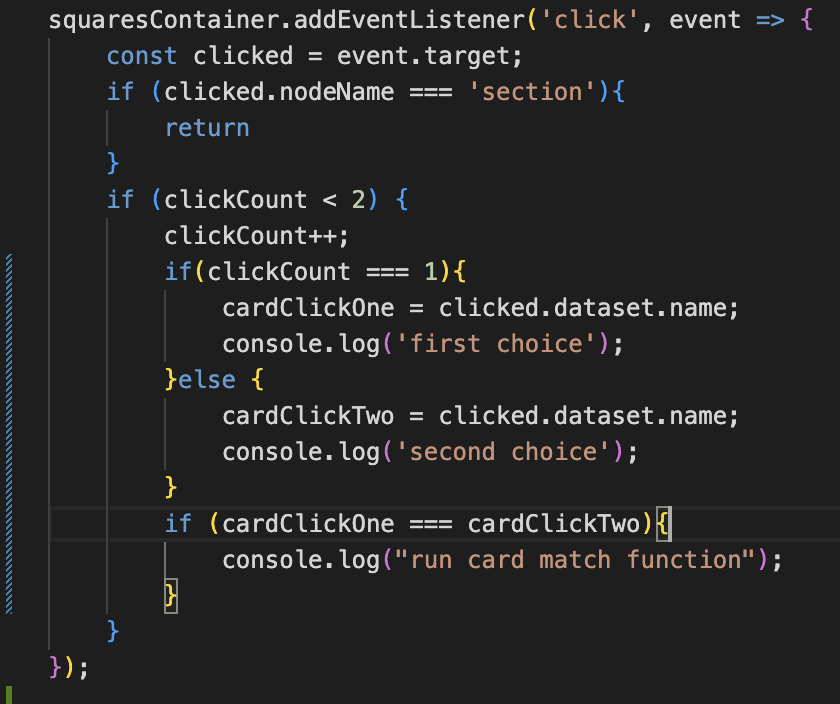 squaresContainer.addEventListener('click', event => {
    const clicked = event.target;
    if (clicked.nodeName === 'section'){
        return
    }
    if (clickCount < 2) {
        clickCount++;
        if(clickCount === 1){
            cardClickOne = clicked.dataset.name;
            console.log('first choice');
        }else {
            cardClickTwo = clicked.dataset.name;
            console.log('second choice');
        }
        if (cardClickOne === cardClickTwo){
            console.log("run card match function");
        }
    }
});